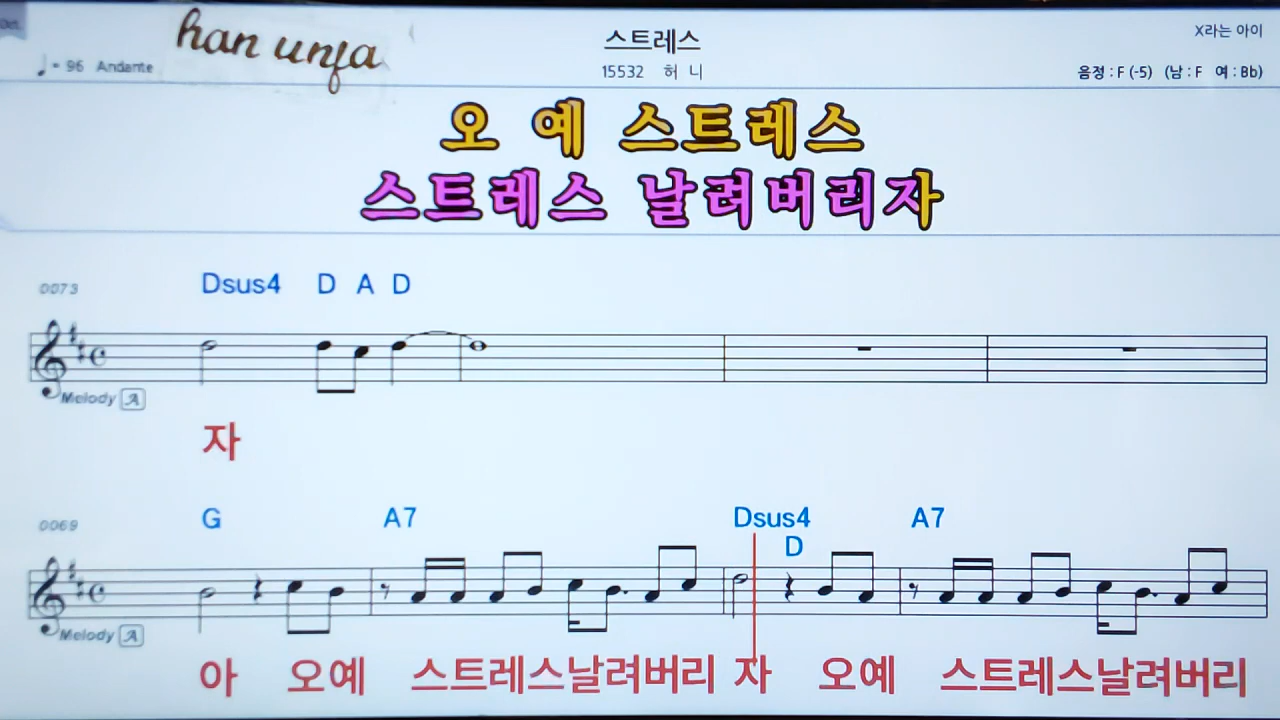 han unja
스트레스
X라는 아이
♩= 96 Andante
15532 허 니
음정 : F (-5) (남 : F 여 : Bb)
오 예 스트레스
스트레스 날려버리자
0073
Dsus4 D A D
Melody A
자
0069
G A7 Dsus4 D A7
Melody A
아 오예 스트레스날려버리 자 오예 스트레스날려버리